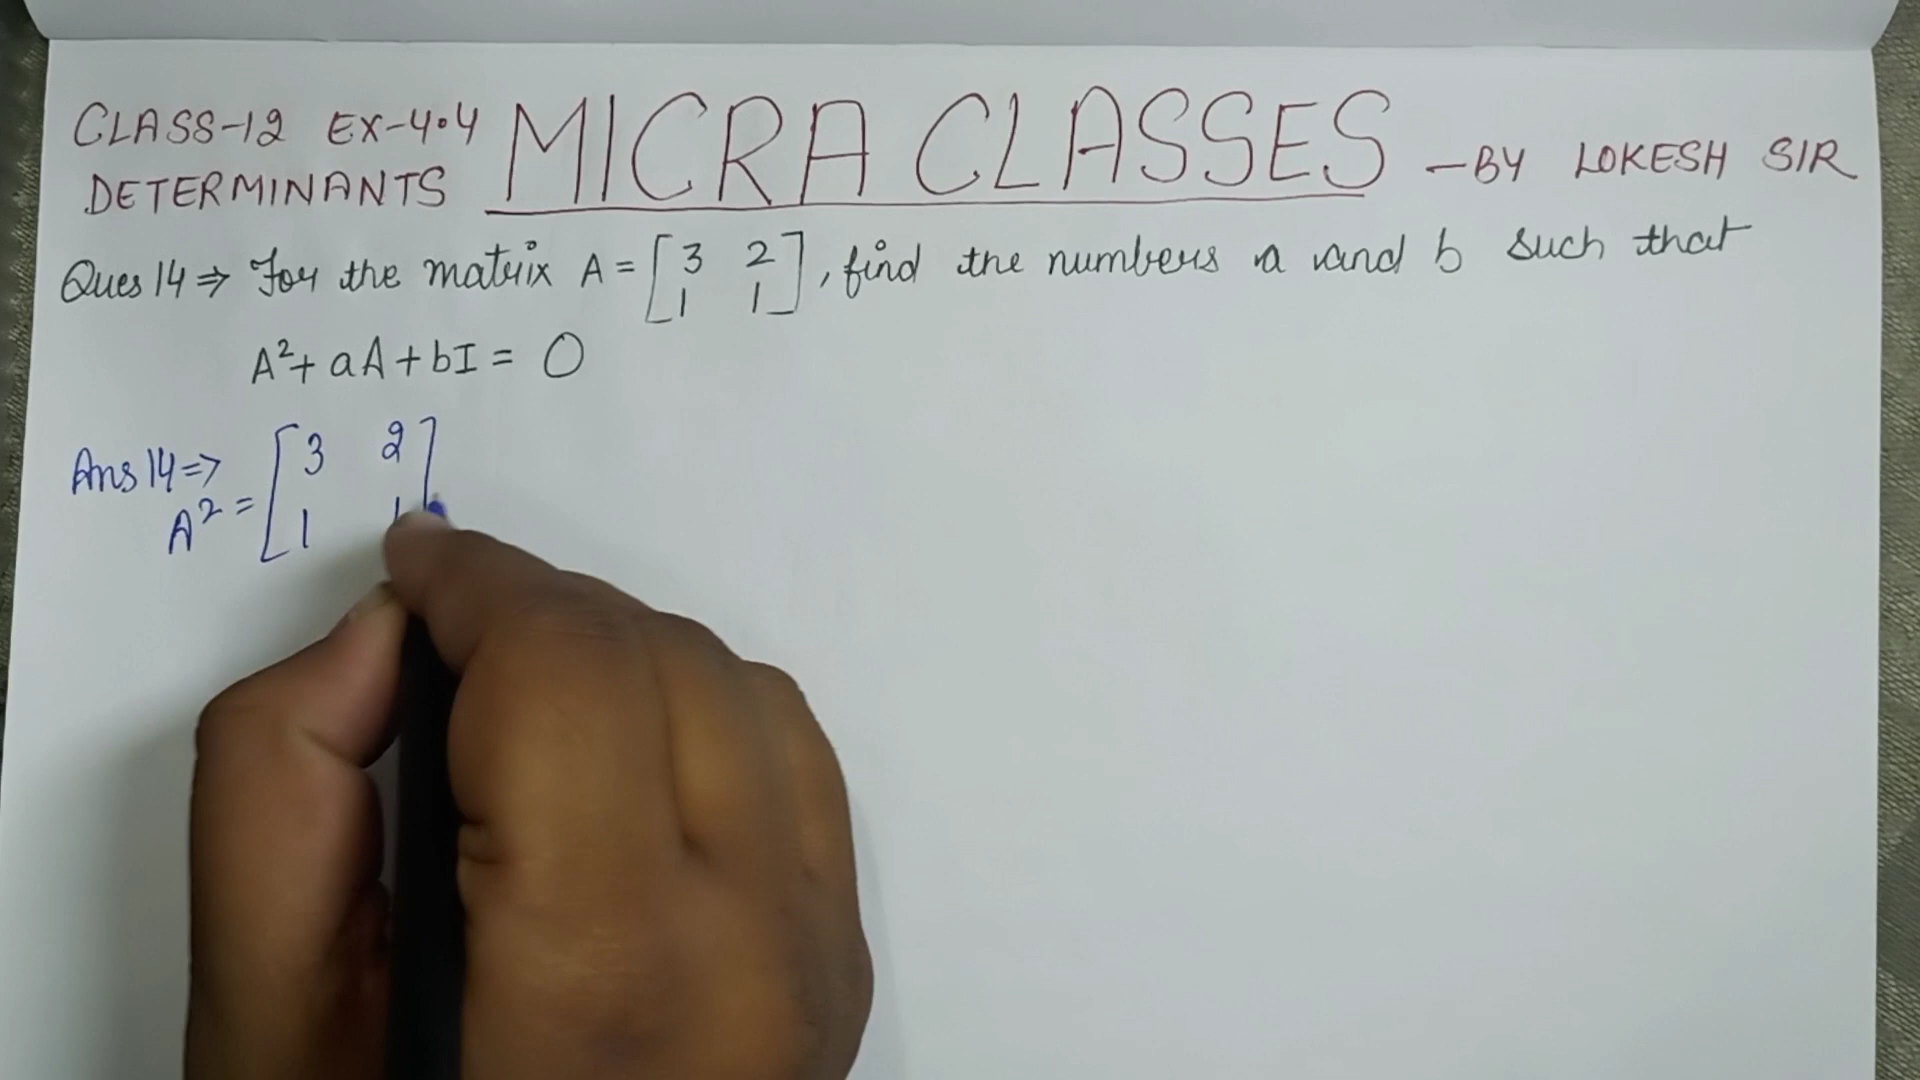 CLASS-12 EX-4.4 MICRA CLASSES -BY LOKESH SIR
DETERMINANTS
Ques 14⇒ For the matrix A = [3 2
1 1], find the numbers a and b such that
A²+ aA + bI = O
Ans 14=>
A² = [3 2
1 1]